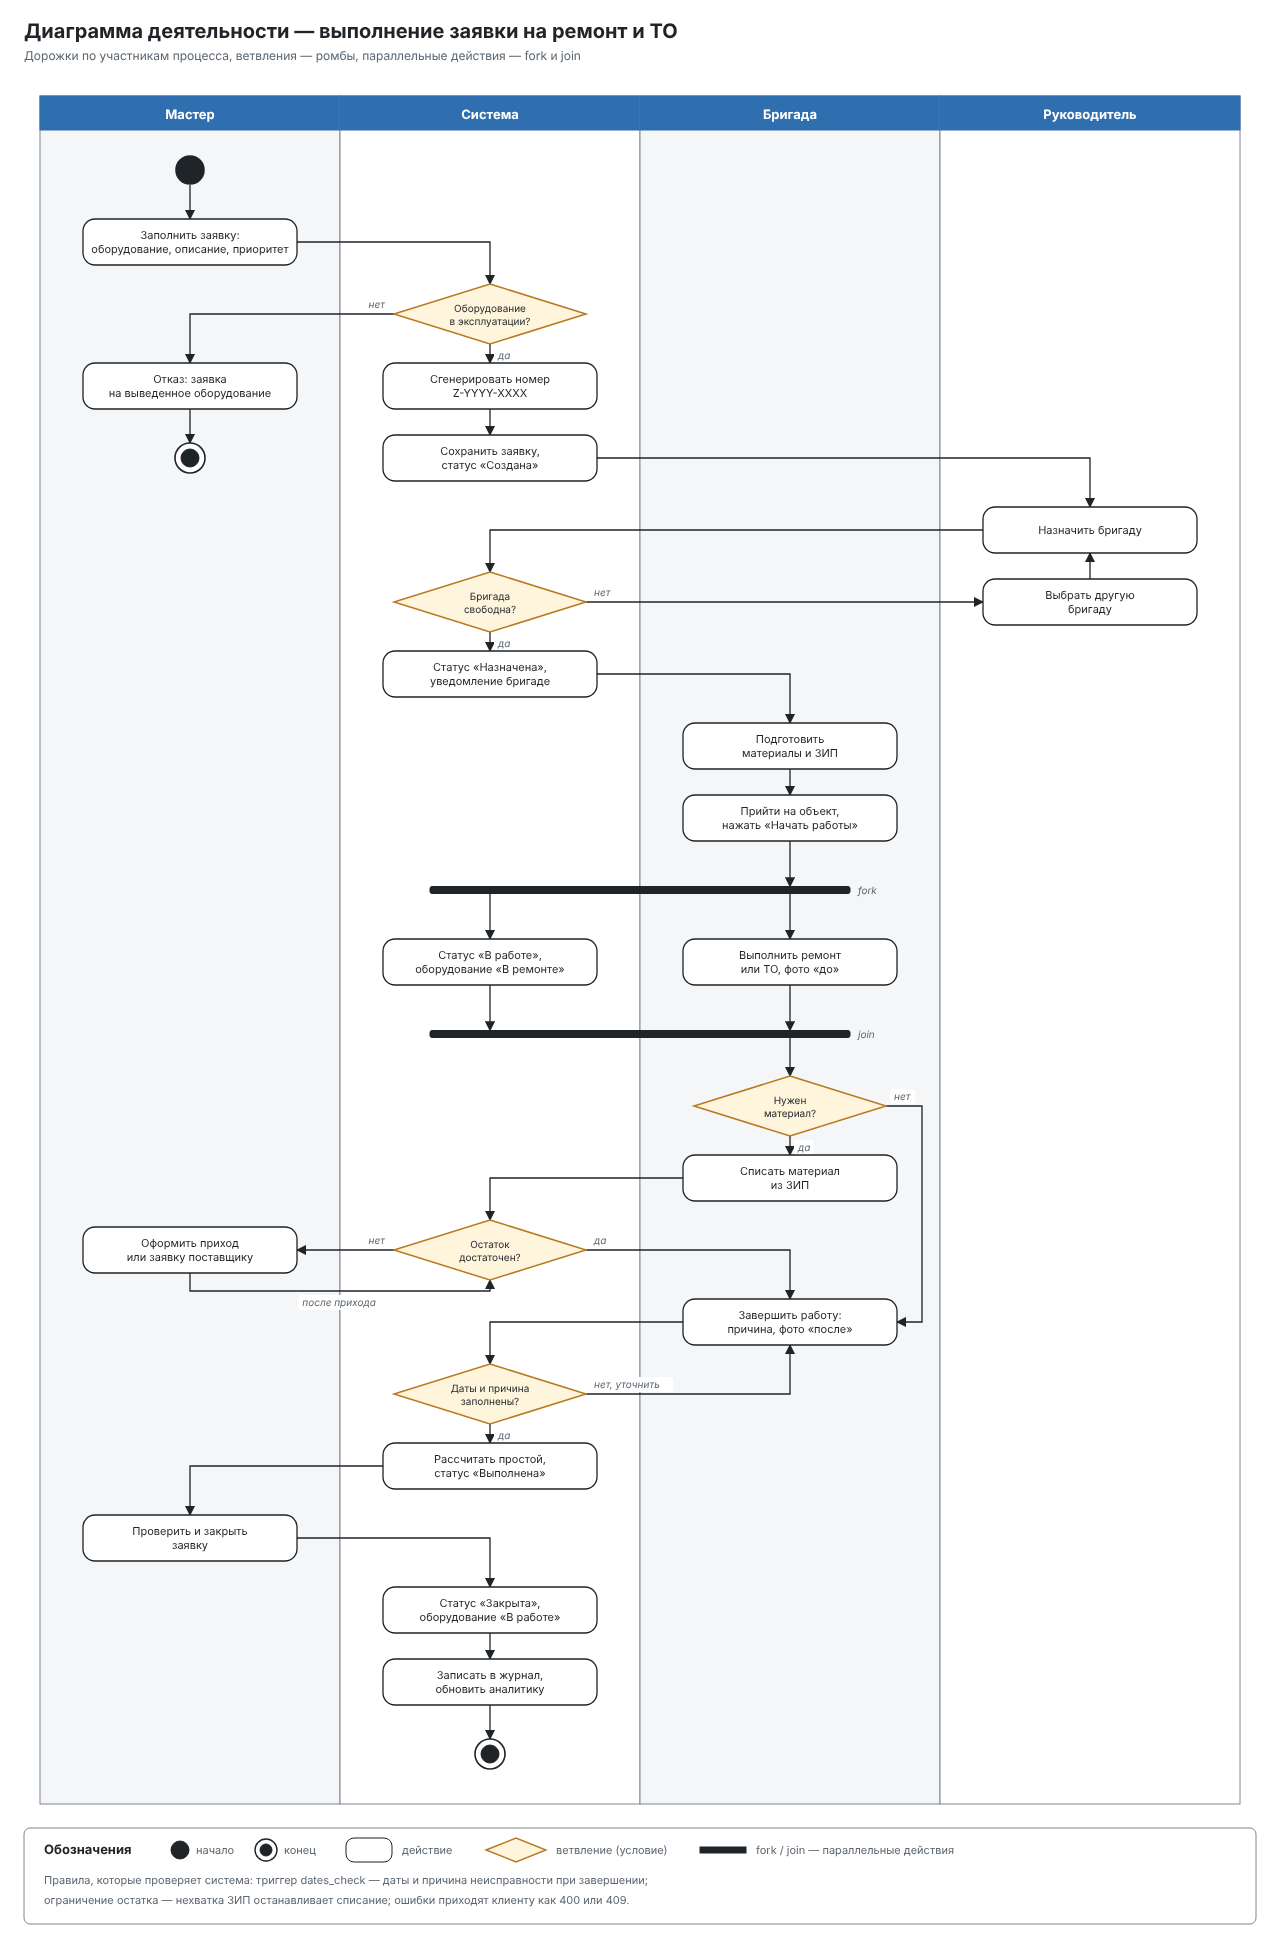 Диаграмма деятельности — выполнение заявки на ремонт и ТО
Дорожки по участникам процесса, ветвления — ромбы, параллельные действия — fork и join
Мастер
Система
Бригада
Руководитель
Заполнить заявку:
оборудование, описание, приоритет
Оборудование
в эксплуатации?
нет
да
Отказ: заявка
на выведенное оборудование
Сгенерировать номер
Z-YYYY-XXXX
Сохранить заявку,
статус «Создана»
Назначить бригаду
Бригада
свободна?
нет
да
Выбрать другую
бригаду
Статус «Назначена»,
уведомление бригаде
Подготовить
материалы и ЗИП
Прийти на объект,
нажать «Начать работы»
fork
Статус «В работе»,
оборудование «В ремонте»
Выполнить ремонт
или ТО, фото «до»
join
Нужен
материал?
нет
да
Списать материал
из ЗИП
Оформить приход
или заявку поставщику
нет
Остаток
достаточен?
да
после прихода
Завершить работу:
причина, фото «после»
Даты и причина
заполнены?
нет, уточнить
да
Рассчитать простой,
статус «Выполнена»
Проверить и закрыть
заявку
Статус «Закрыта»,
оборудование «В работе»
Записать в журнал,
обновить аналитику
Обозначения
начало
конец
действие
ветвление (условие)
fork / join — параллельные действия
Правила, которые проверяет система: триггер dates_check — даты и причина неисправности при завершении;
ограничение остатка — нехватка ЗИП останавливает списание; ошибки приходят клиенту как 400 или 409.